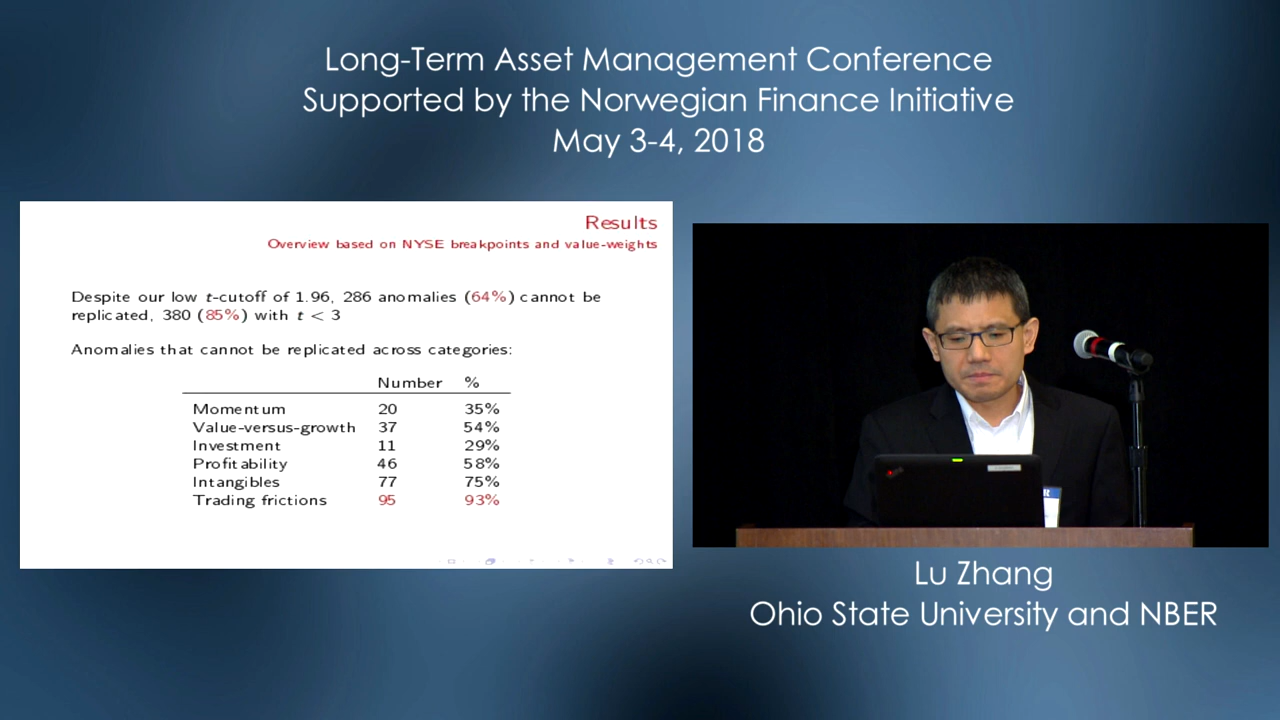 Long-Term Asset Management Conference
Supported by the Norwegian Finance Initiative
May 3-4, 2018
Results
Overview based on NYSE breakpoints and value-weights
Despite our low t-cutoff of 1.96, 286 anomalies (64%) cannot be
replicated, 380 (85%) with t < 3
Anomalies that cannot be replicated across categories:
Number %
Momentum 20 35%
Value-versus-growth 37 54%
Investment 11 29%
Profitability 46 58%
Intangibles 77 75%
Trading frictions 95 93%
Lu Zhang
Ohio State University and NBER